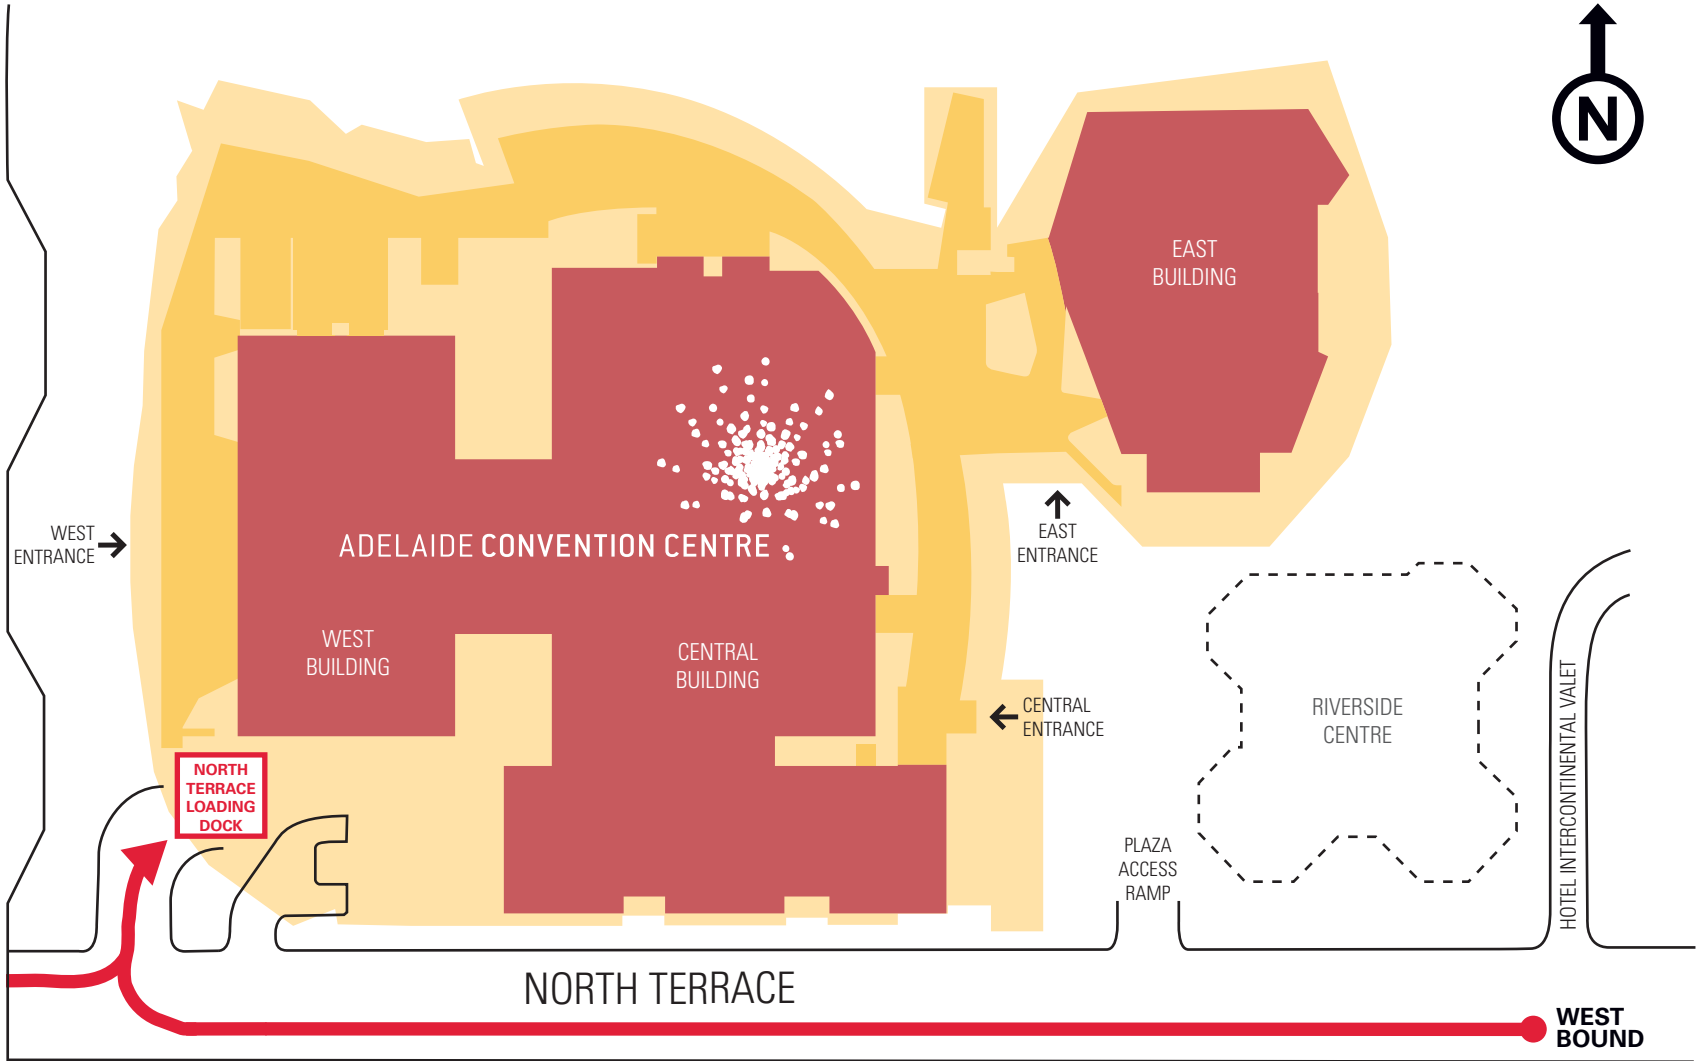 N
EAST
BUILDING
WEST
ENTRANCE
ADELAIDE CONVENTION CENTRE
EAST
ENTRANCE
WEST
BUILDING
CENTRAL
BUILDING
CENTRAL
ENTRANCE
RIVERSIDE
CENTRE
HOTEL INTERCONTINENTAL VALET
NORTH
TERRACE
LOADING
DOCK
PLAZA
ACCESS
RAMP
NORTH TERRACE
WEST
BOUND